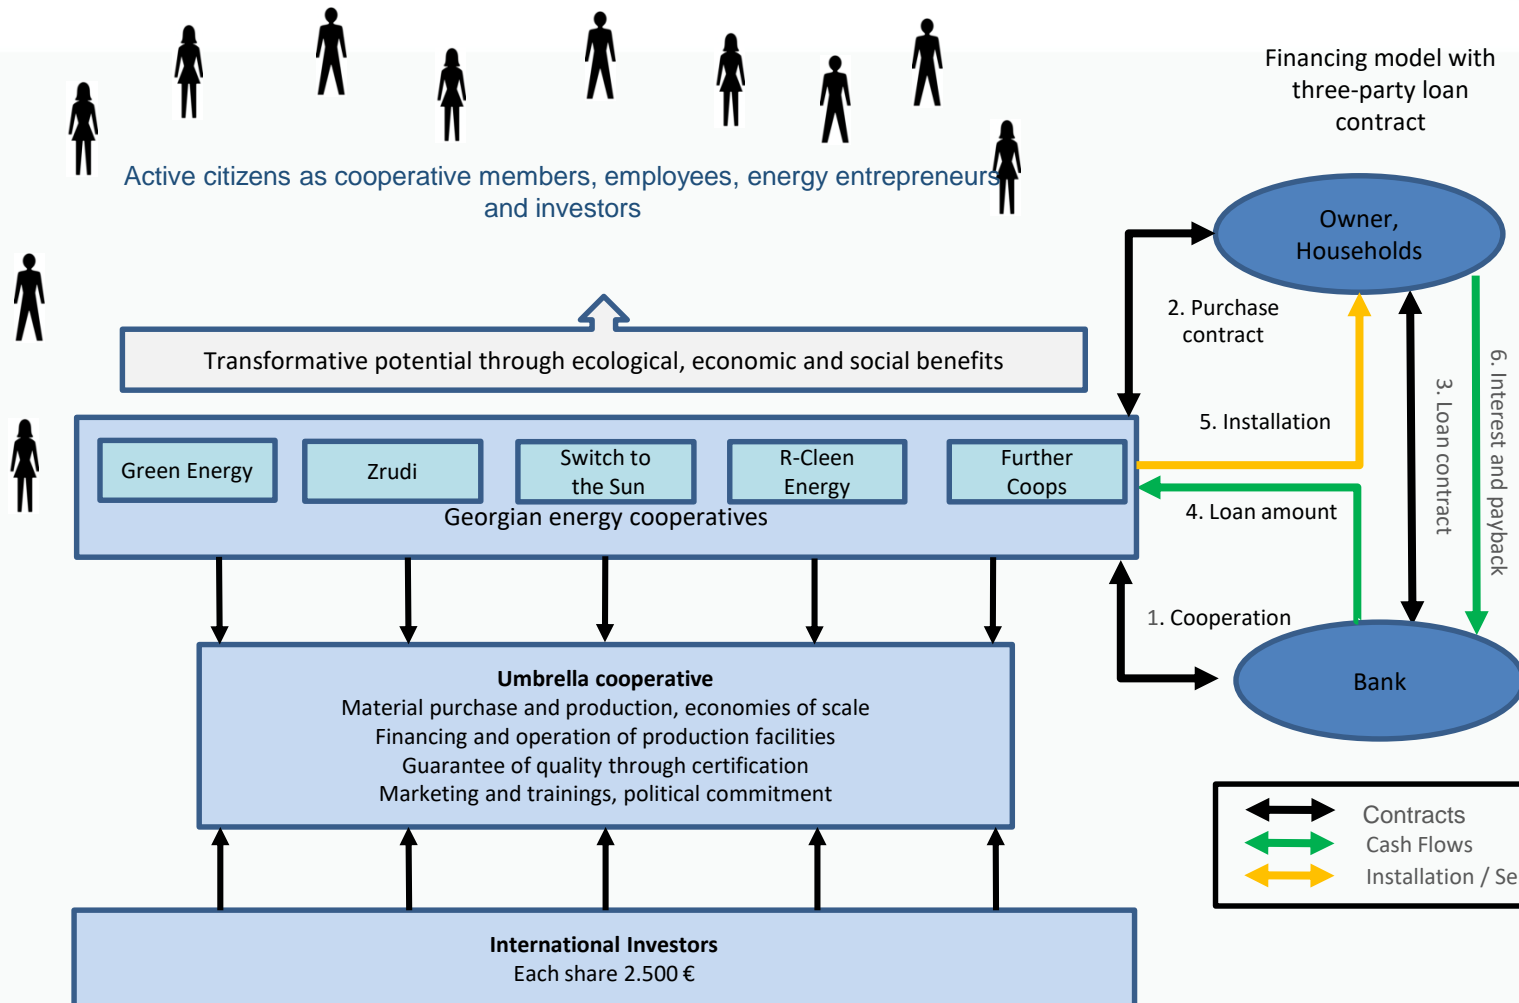 Financing model with
three-party loan
contract
Active citizens as cooperative members, employees, energy entrepreneurs
and investors
Owner,
Households
2. Purchase
contract
Transformative potential through ecological, economic and social benefits
3. Loan contract
6. Interest and payback
5. Installation
Green Energy
Zrudi
Switch to
the Sun
R-Cleen
Energy
Further
Coops
Georgian energy cooperatives
4. Loan amount
1. Cooperation
Umbrella cooperative
Material purchase and production, economies of scale
Financing and operation of production facilities
Guarantee of quality through certification
Marketing and trainings, political commitment
Bank
Contracts
Cash Flows
Installation / Se
International Investors
Each share 2.500 €